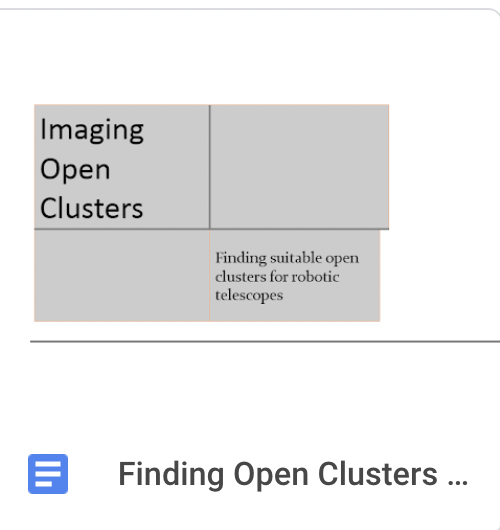 Imaging
Open
Clusters
Finding suitable open
clusters for robotic
telescopes
Finding Open Clusters ...